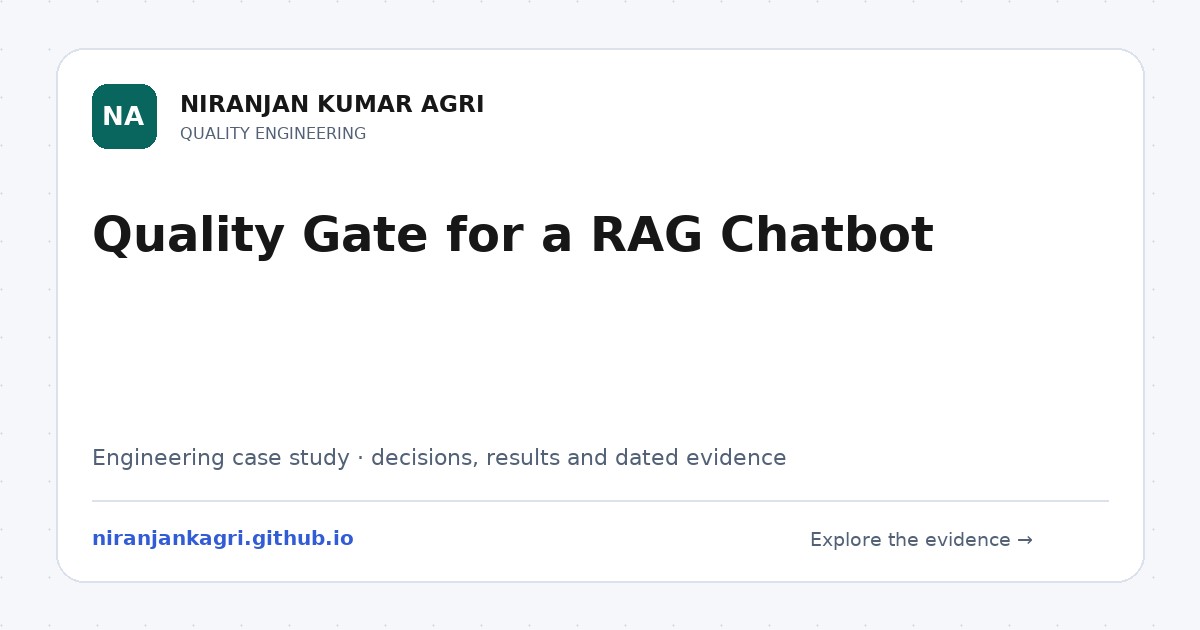 NA
NIRANJAN KUMAR AGRI
QUALITY ENGINEERING
Quality Gate for a RAG Chatbot
Engineering case study · decisions, results and dated evidence
niranjankagri.github.io
Explore the evidence →